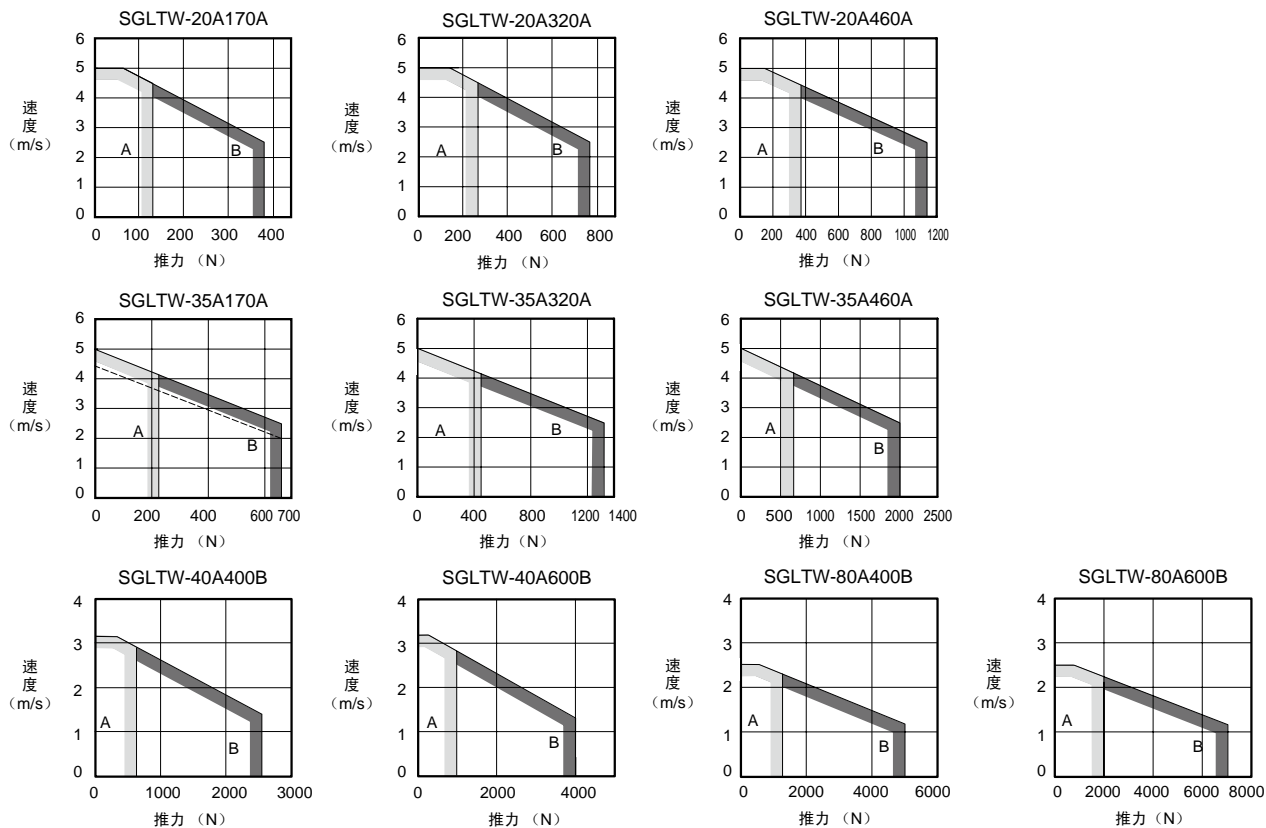 SGLTW-20A170A
6
5
4
3
2
1
0
速
度
（m/s）
A
B
0 100 200 300 400
推力 （N）
SGLTW-20A320A
6
5
4
3
2
1
0
速
度
（m/s）
A
B
0 200 400 600 800
推力 （N）
SGLTW-20A460A
6
5
4
3
2
1
0
速
度
（m/s）
A
B
0 200 400 600 800 1000 1200
推力 （N）
SGLTW-35A170A
6
5
4
3
2
1
0
速
度
（m/s）
A
B
0 200 400 600 700
推力 （N）
SGLTW-35A320A
6
5
4
3
2
1
0
速
度
（m/s）
A
B
0 400 800 1200 1400
推力 （N）
SGLTW-35A460A
6
5
4
3
2
1
0
速
度
（m/s）
A
B
0 500 1000 1500 2000 2500
推力 （N）
SGLTW-40A400B
4
3
2
1
0
速
度
（m/s）
A
B
0 1000 2000 3000
推力 （N）
SGLTW-40A600B
4
3
2
1
0
速
度
（m/s）
A
B
0 2000 4000
推力 （N）
SGLTW-80A400B
4
3
2
1
0
速
度
（m/s）
A
B
0 2000 4000 6000
推力 （N）
SGLTW-80A600B
4
3
2
1
0
速
度
（m/s）
A
B
0 2000 4000 6000 8000
推力 （N）